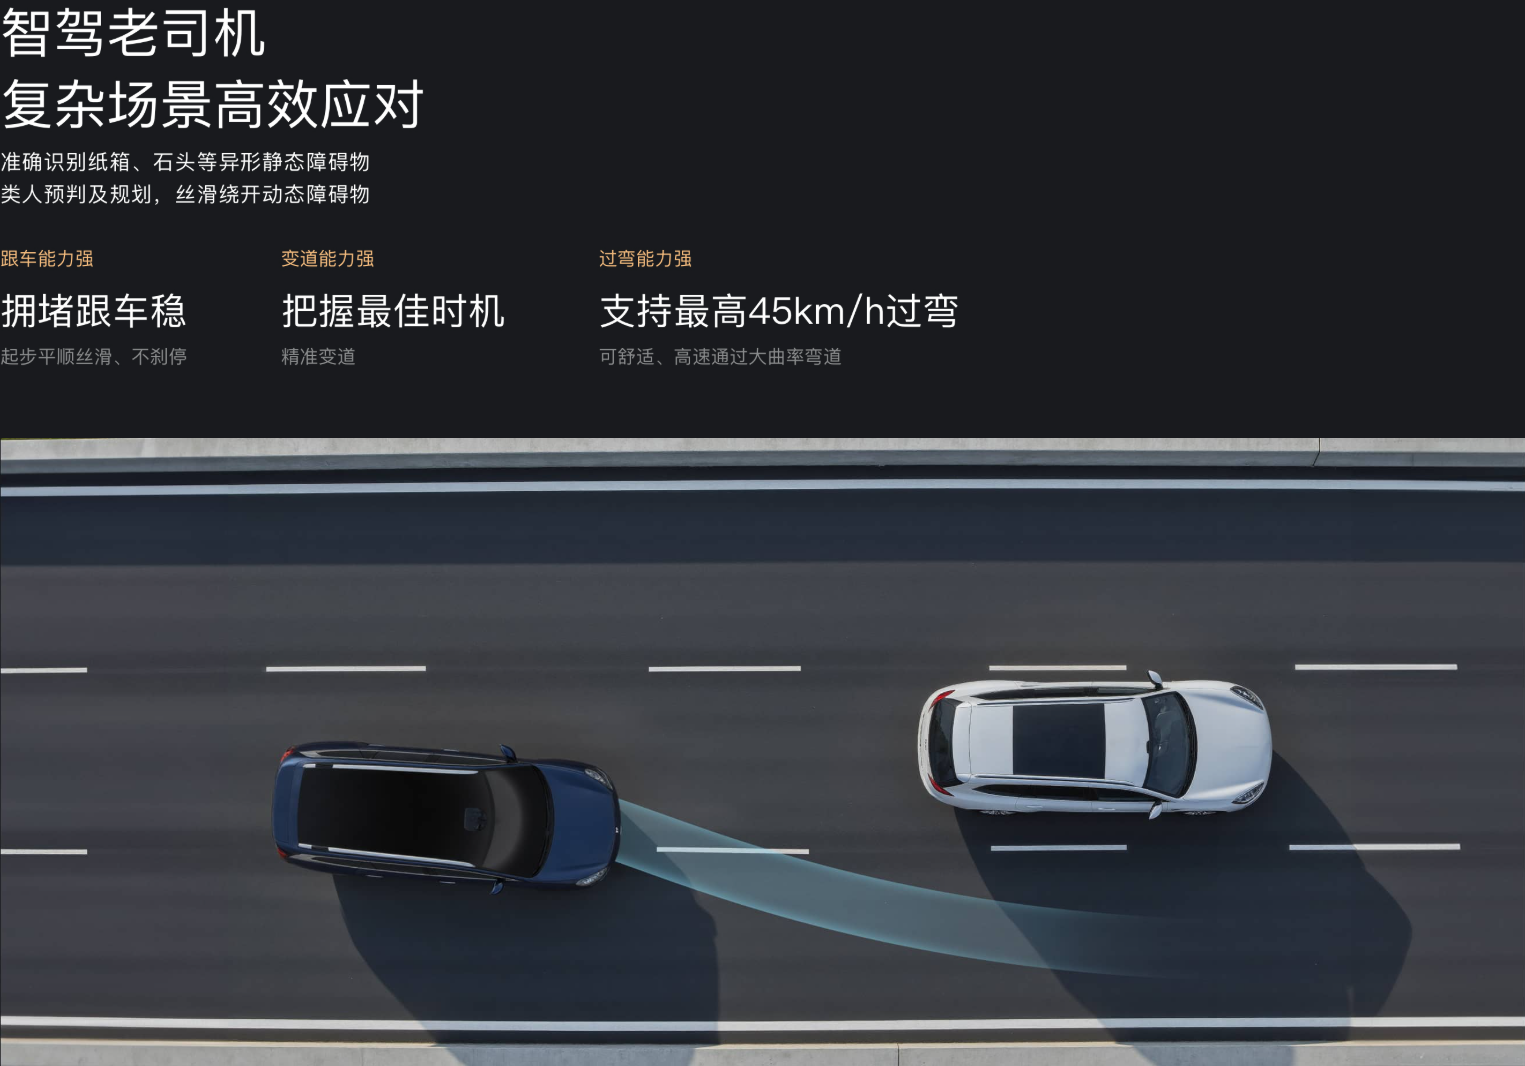 智驾老司机
复杂场景高效应对
准确识别纸箱、石头等异形静态障碍物
类人预判及规划，丝滑绕开动态障碍物
跟车能力强
拥堵跟车稳
起步平顺丝滑、不刹停
变道能力强
把握最佳时机
精准变道
过弯能力强
支持最高45km/h过弯
可舒适、高速通过大曲率弯道